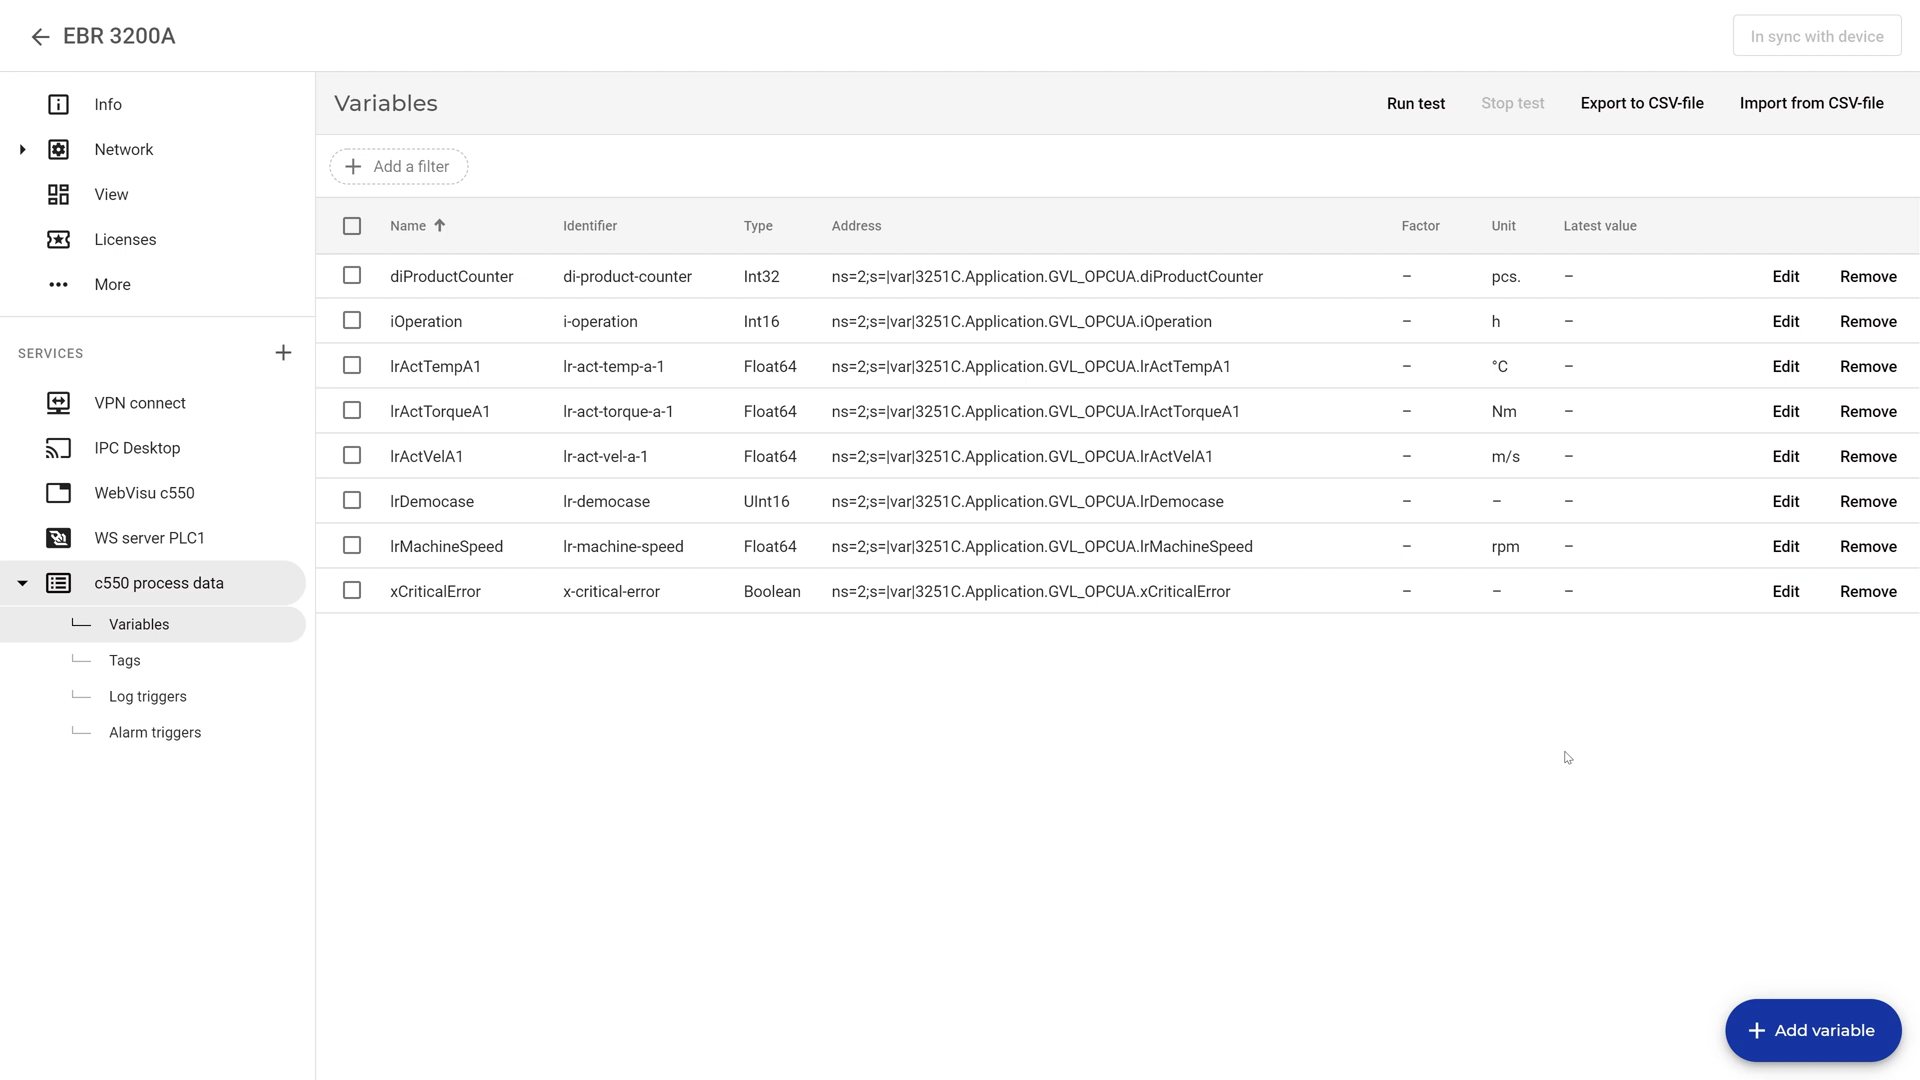 EBR 3200A
In sync with device
Info
Network
View
Licenses
More
SERVICES
VPN connect
IPC Desktop
WebVisu c550
WS server PLC1
c550 process data
Variables
Tags
Log triggers
Alarm triggers
Variables
Run test Stop test Export to CSV-file Import from CSV-file
Add a filter
Name Identifier Type Address Factor Unit Latest value
diProductCounter di-product-counter Int32 ns=2;s=|var|3251C.Application.GVL_OPCUA.diProductCounter – pcs. – Edit Remove
iOperation i-operation Int16 ns=2;s=|var|3251C.Application.GVL_OPCUA.iOperation – h – Edit Remove
lrActTempA1 lr-act-temp-a-1 Float64 ns=2;s=|var|3251C.Application.GVL_OPCUA.lrActTempA1 – °C – Edit Remove
lrActTorqueA1 lr-act-torque-a-1 Float64 ns=2;s=|var|3251C.Application.GVL_OPCUA.lrActTorqueA1 – Nm – Edit Remove
lrActVelA1 lr-act-vel-a-1 Float64 ns=2;s=|var|3251C.Application.GVL_OPCUA.lrActVelA1 – m/s – Edit Remove
lrDemocase lr-democase UInt16 ns=2;s=|var|3251C.Application.GVL_OPCUA.lrDemocase – – – Edit Remove
lrMachineSpeed lr-machine-speed Float64 ns=2;s=|var|3251C.Application.GVL_OPCUA.lrMachineSpeed – rpm – Edit Remove
xCriticalError x-critical-error Boolean ns=2;s=|var|3251C.Application.GVL_OPCUA.xCriticalError – – – Edit Remove
Add variable